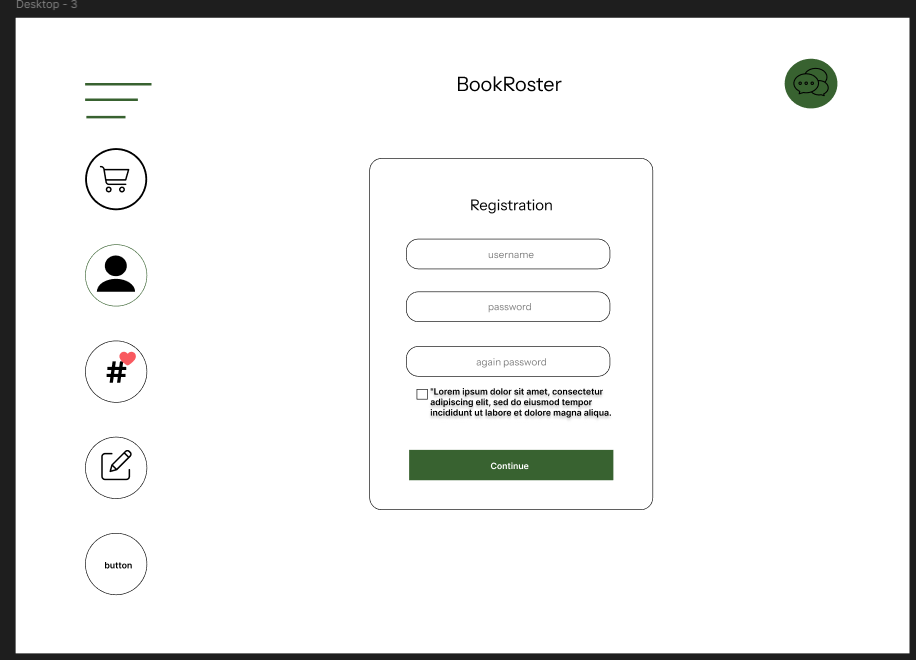 Desktop - 3
BookRoster
Registration
username
password
again password
"Lorem ipsum dolor sit amet, consectetur
adipiscing elit, sed do eiusmod tempor
incididunt ut labore et dolore magna aliqua.
Continue
#
button